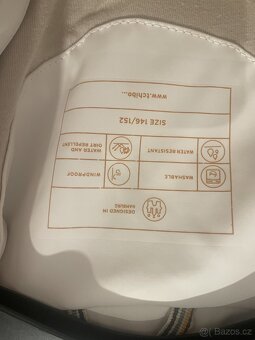 DESIGNED IN
HAMBURG
WINDPROOF
WASHABLE
WATER AND
DIRT REPELLENT
WATER RESISTANT
SIZE 146/152
www.tchibo...
Bazos.cz